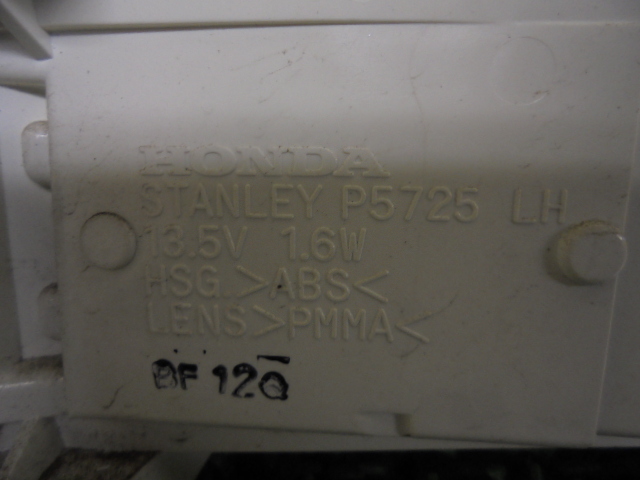 HONDA
STANLEY P5725 LH
13.5V 1.6W
HSG >ABS<
LENS>PMMA<
BF 120